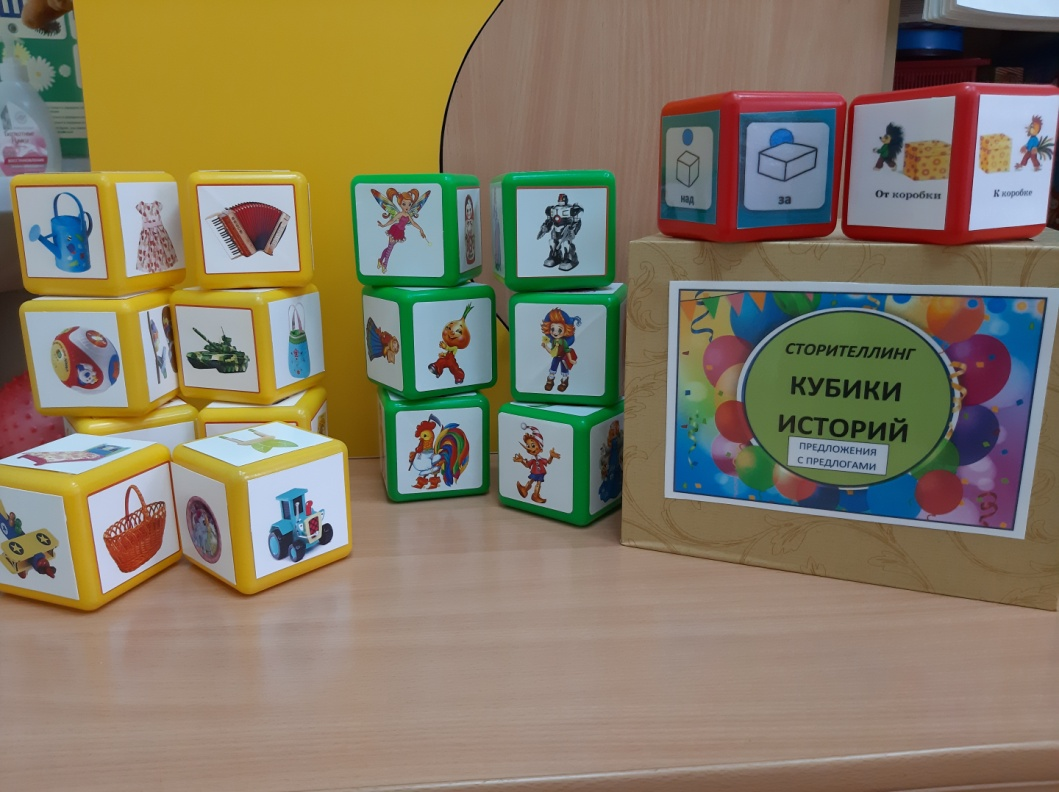 над
за
От коробки
К коробке
СТОРИТЕЛЛИНГ
КУБИКИ
ИСТОРИЙ
ПРЕДЛОЖЕНИЯ
С ПРЕДЛОГАМИ